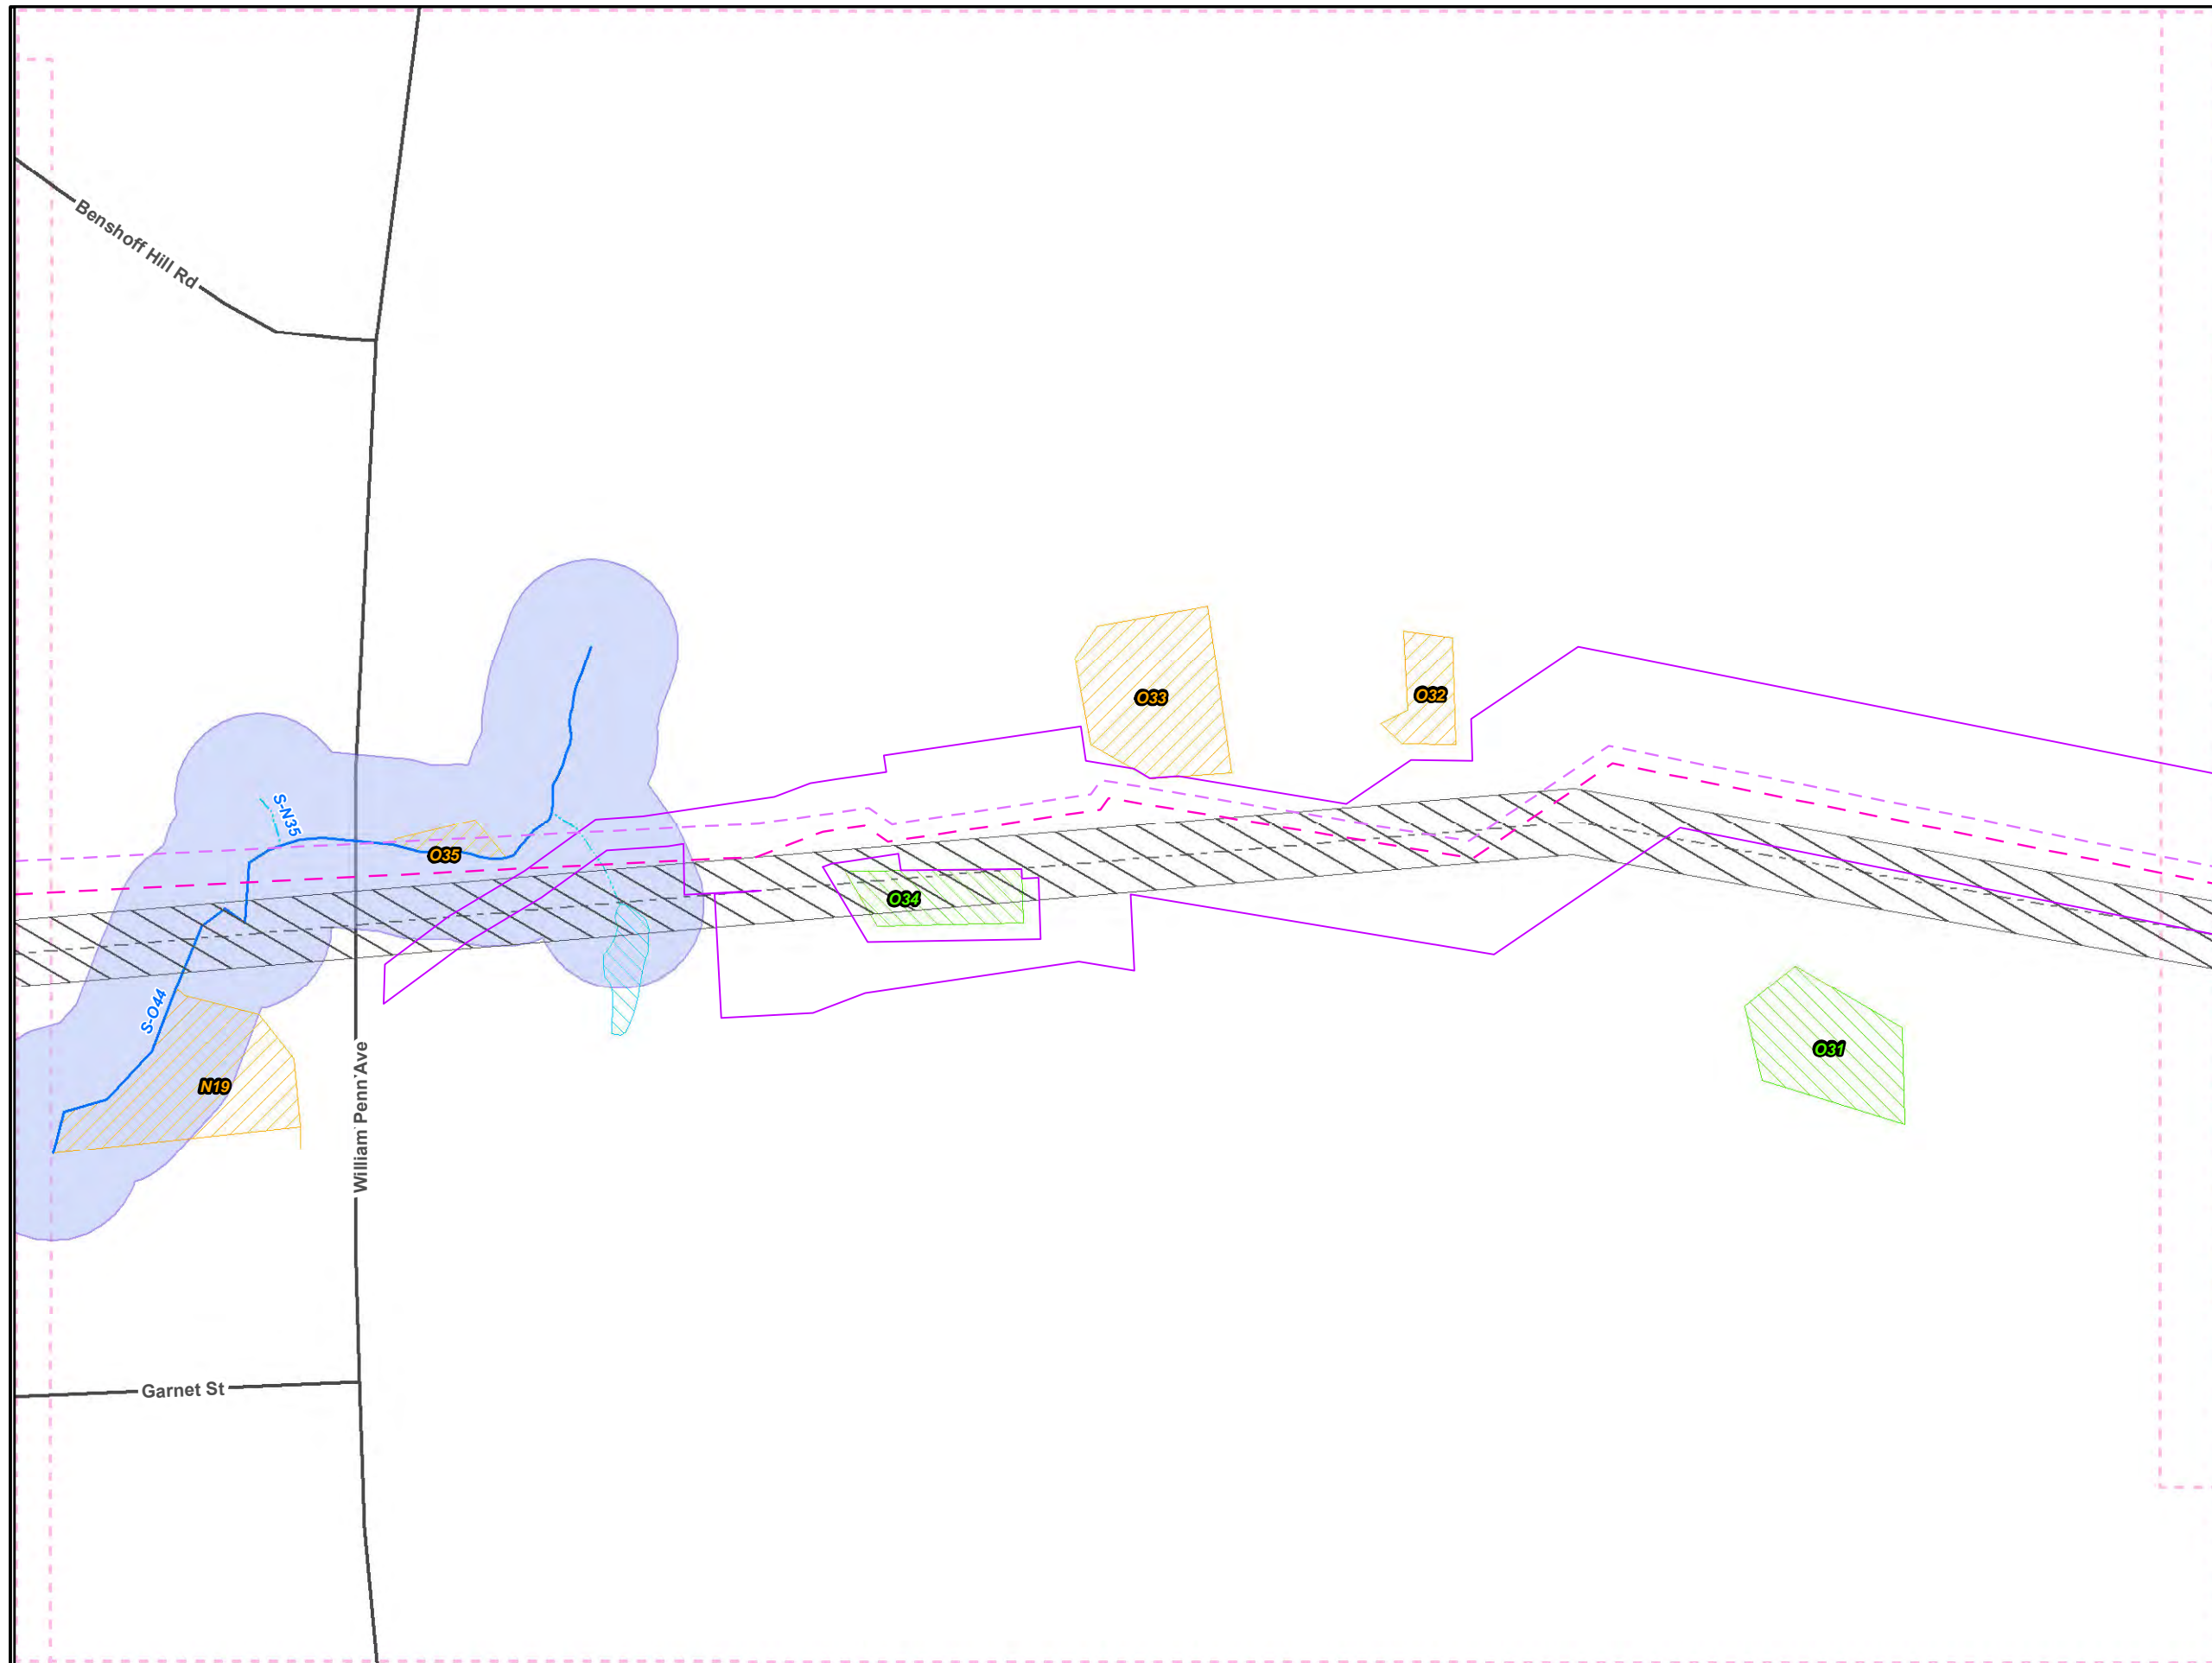 Benshoff Hill Rd
O33
O32
S-N35
O35
O34
S-O44
O31
N19
William Penn Ave
Garnet St